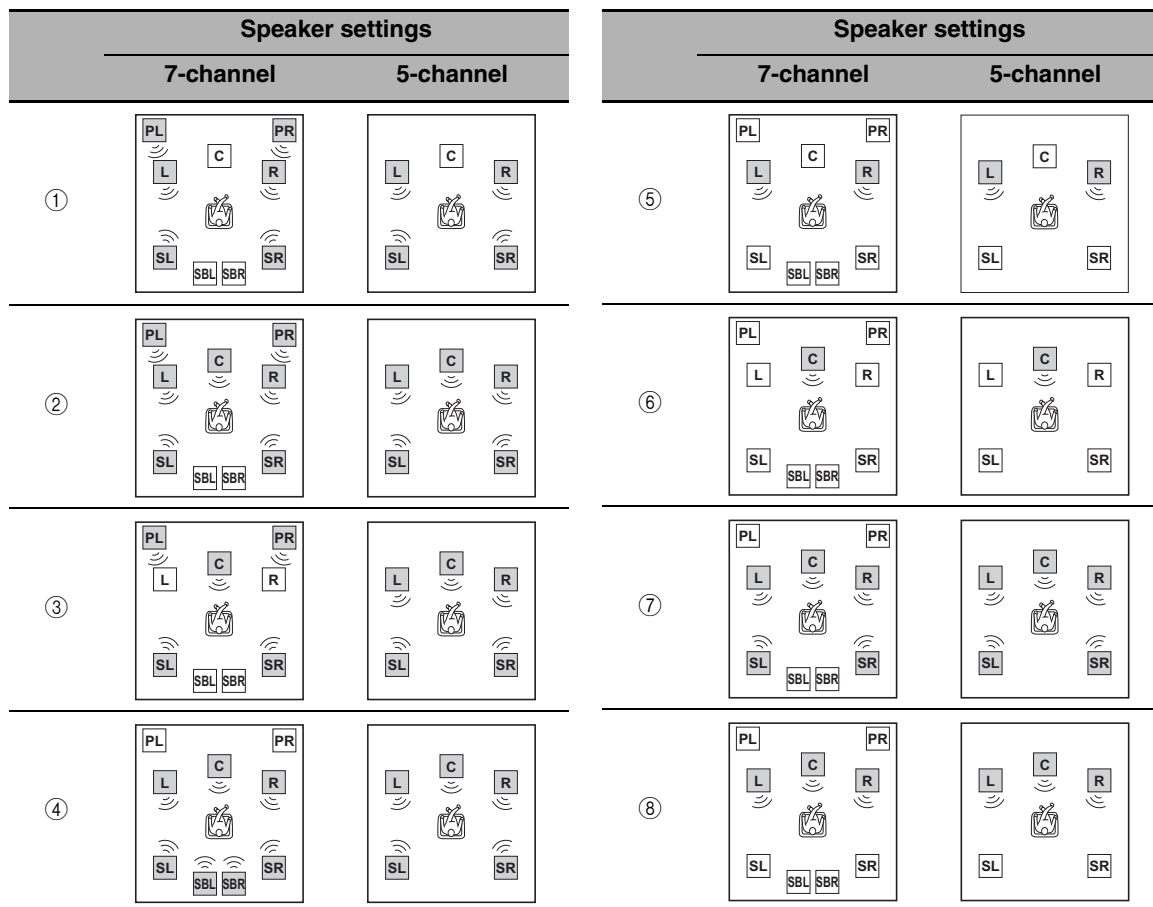 Speaker settings
7-channel 5-channel
①
PL PR
C
L R
SL SR
SBL SBR
C
L R
SL SR
②
PL PR
C
L R
SL SR
SBL SBR
C
L R
SL SR
③
PL PR
C
L R
SL SR
SBL SBR
C
L R
SL SR
④
PL PR
C
L R
SL SR
SBL SBR
C
L R
SL SR
Speaker settings
7-channel 5-channel
⑤
PL PR
C
L R
SL SR
SBL SBR
C
L R
SL SR
⑥
PL PR
C
L R
SL SR
SBL SBR
C
L R
SL SR
⑦
PL PR
C
L R
SL SR
SBL SBR
C
L R
SL SR
⑧
PL PR
C
L R
SL SR
SBL SBR
C
L R
SL SR